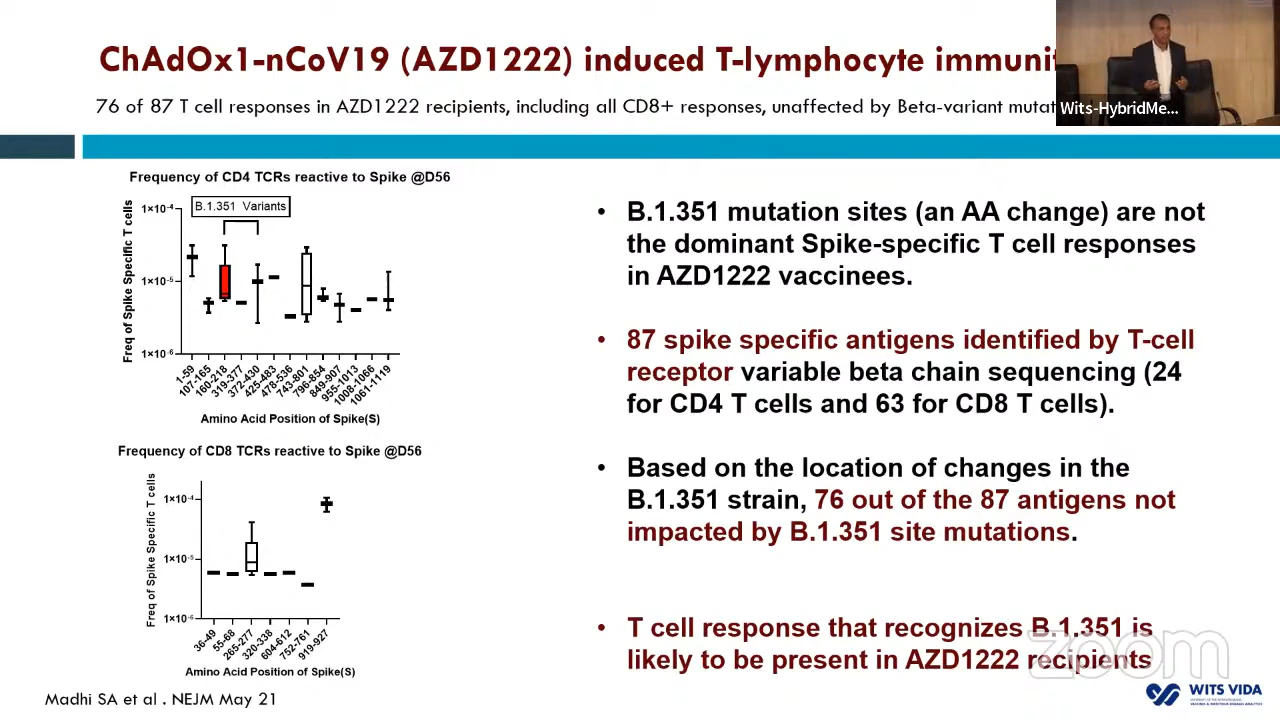 ChAdOx1-nCoV19 (AZD1222) induced T-lymphocyte immunit
76 of 87 T cell responses in AZD1222 recipients, including all CD8+ responses, unaffected by Beta-variant mutat
Wits-HybridMe...
Frequency of CD4 TCRs reactive to Spike @D56
B.1.351 Variants
Freq of Spike Specific T cells
1×10-4
1×10-5
1×10-6
1-59
107-165
160-218
319-377
372-430
425-483
478-536
743-801
796-854
849-907
955-1013
1008-1066
1061-1119
Amino Acid Position of Spike(S)
Frequency of CD8 TCRs reactive to Spike @D56
Freq of Spike Specific T cells
1×10-4
1×10-5
1×10-6
36-49
55-68
265-277
320-338
604-612
752-761
919-927
Amino Acid Position of Spike(S)
Madhi SA et al . NEJM May 21
• B.1.351 mutation sites (an AA change) are not
the dominant Spike-specific T cell responses
in AZD1222 vaccinees.
• 87 spike specific antigens identified by T-cell
receptor variable beta chain sequencing (24
for CD4 T cells and 63 for CD8 T cells).
• Based on the location of changes in the
B.1.351 strain, 76 out of the 87 antigens not
impacted by B.1.351 site mutations.
• T cell response that recognizes B.1.351 is
likely to be present in AZD1222 recipients
zoom
WITS VIDA